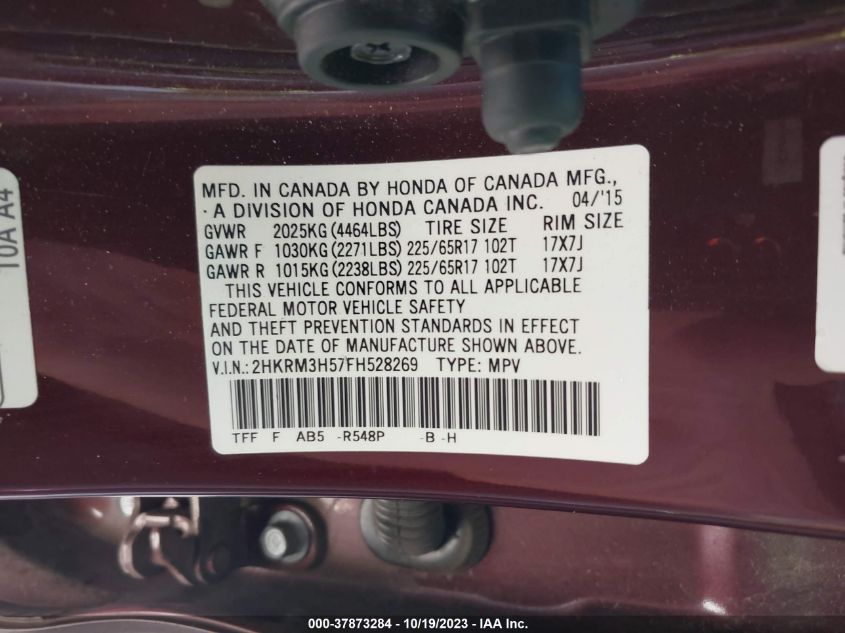 MFD. IN CANADA BY HONDA OF CANADA MFG.,
A DIVISION OF HONDA CANADA INC. 04/'15
GVWR 2025KG (4464LBS) TIRE SIZE RIM SIZE
GAWR F 1030KG (2271LBS) 225/65R17 102T 17X7J
GAWR R 1015KG (2238LBS) 225/65R17 102T 17X7J
THIS VEHICLE CONFORMS TO ALL APPLICABLE
FEDERAL MOTOR VEHICLE SAFETY
AND THEFT PREVENTION STANDARDS IN EFFECT
ON THE DATE OF MANUFACTURE SHOWN ABOVE.
V.I.N.: 2HKRM3H57FH528269 TYPE: MPV
TFF F AB5 -R548P -B -H
10A A4
000-37873284 - 10/19/2023 - IAA Inc.